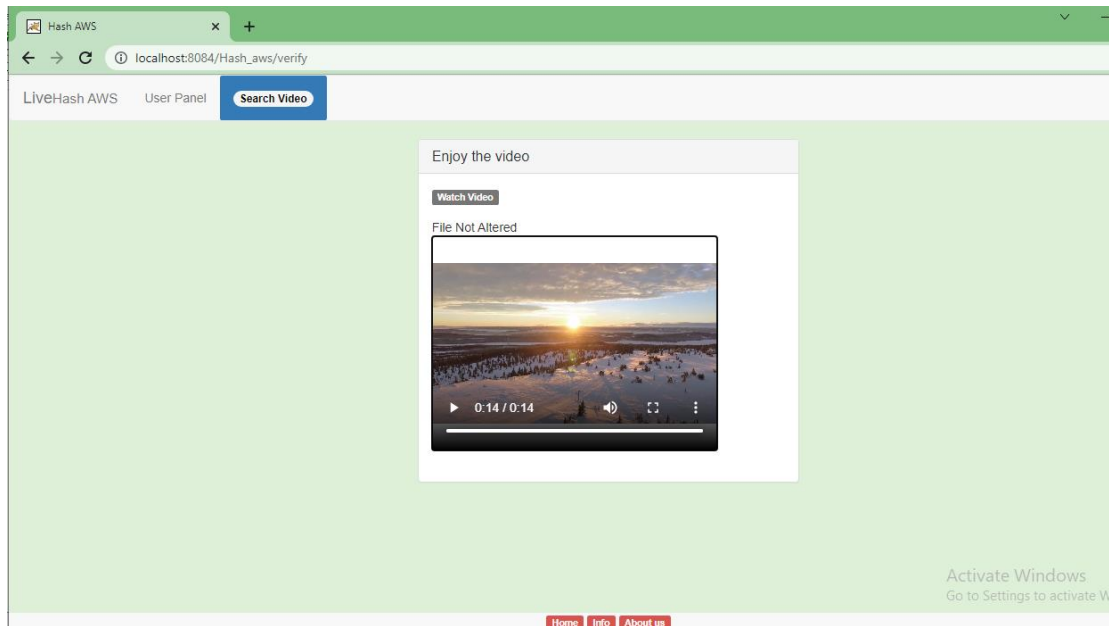 Hash AWS
localhost:8084/Hash_aws/verify
LiveHash AWS User Panel Search Video
Enjoy the video
Watch Video
File Not Altered
0:14 / 0:14
Activate Windows
Go to Settings to activate W
Home Info About us